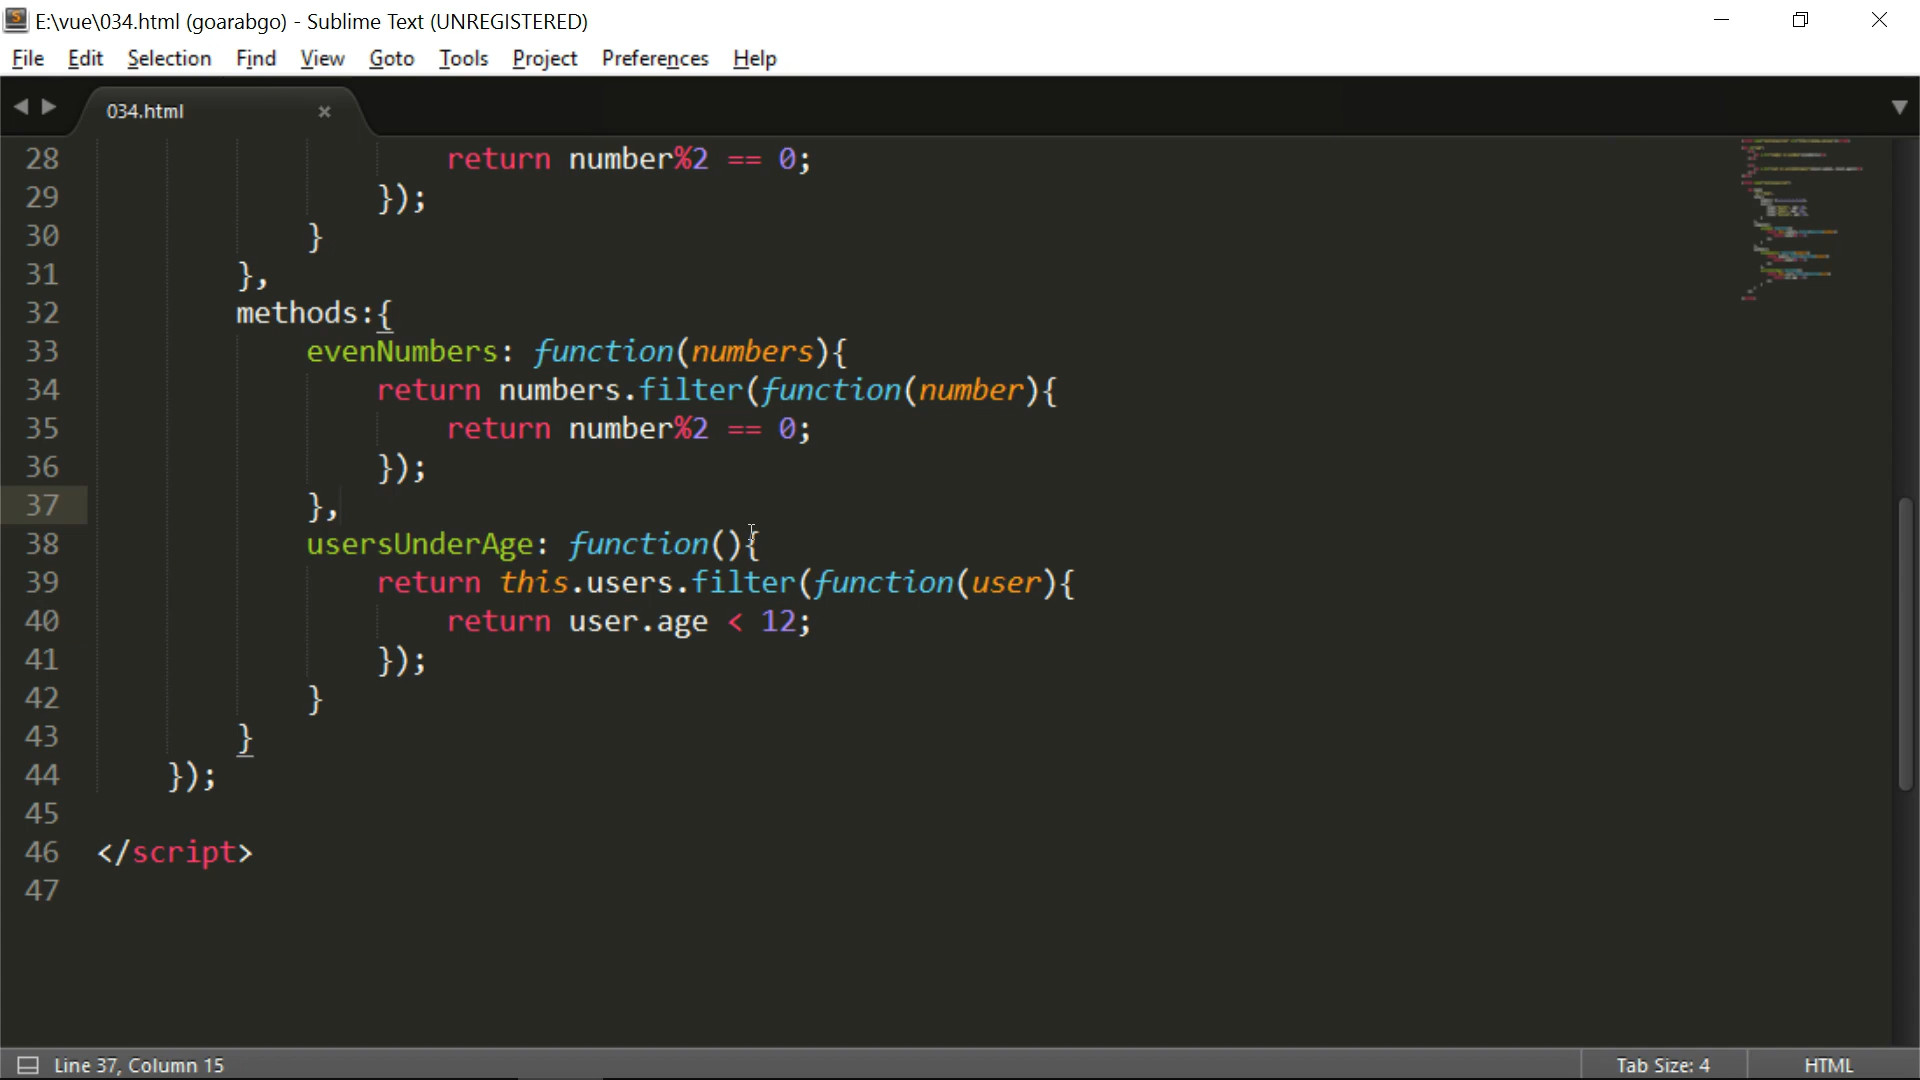 E:\vue\034.html (goarabgo) - Sublime Text (UNREGISTERED)
File Edit Selection Find View Goto Tools Project Preferences Help
034.html
28 return number%2 == 0;
29 });
30 }
31 },
32 methods:{
33 evenNumbers: function(numbers){
34 return numbers.filter(function(number){
35 return number%2 == 0;
36 });
37 },
38 usersUnderAge: function(){
39 return this.users.filter(function(user){
40 return user.age < 12;
41 });
42 }
43 }
44 });
45
46 </script>
47
Line 37, Column 15 Tab Size: 4 HTML